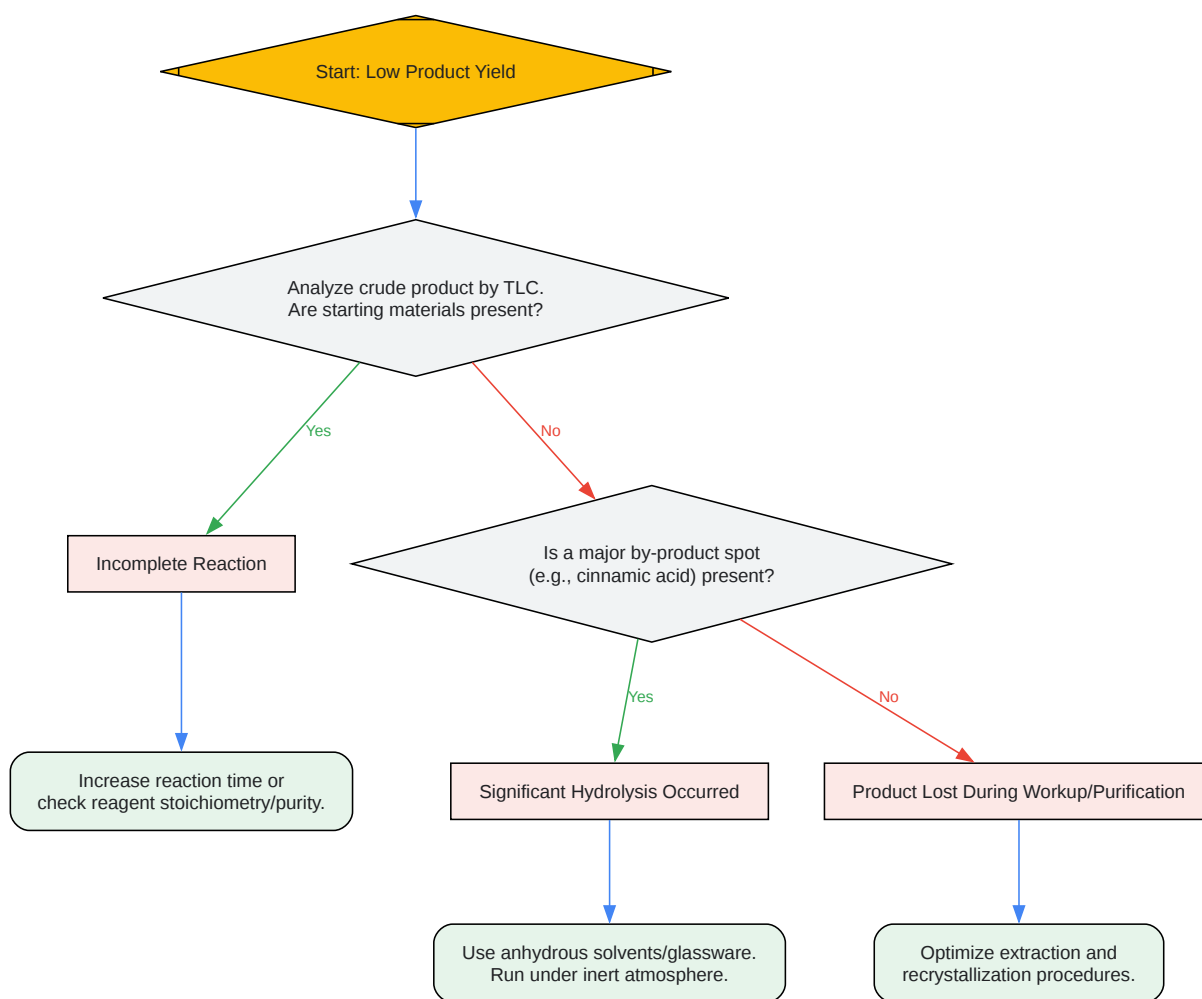 Start: Low Product Yield
Analyze crude product by TLC.
Are starting materials present?
Yes
No
Incomplete Reaction
Is a major by-product spot
(e.g., cinnamic acid) present?
Yes
No
Increase reaction time or
check reagent stoichiometry/purity.
Significant Hydrolysis Occurred
Product Lost During Workup/Purification
Use anhydrous solvents/glassware.
Run under inert atmosphere.
Optimize extraction and
recrystallization procedures.